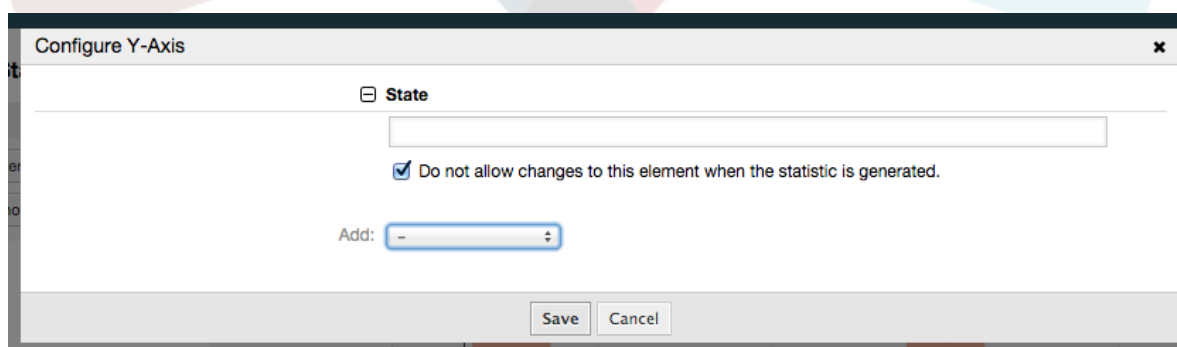 Configure Y-Axis
State
Do not allow changes to this element when the statistic is generated.
Add: –
Save Cancel